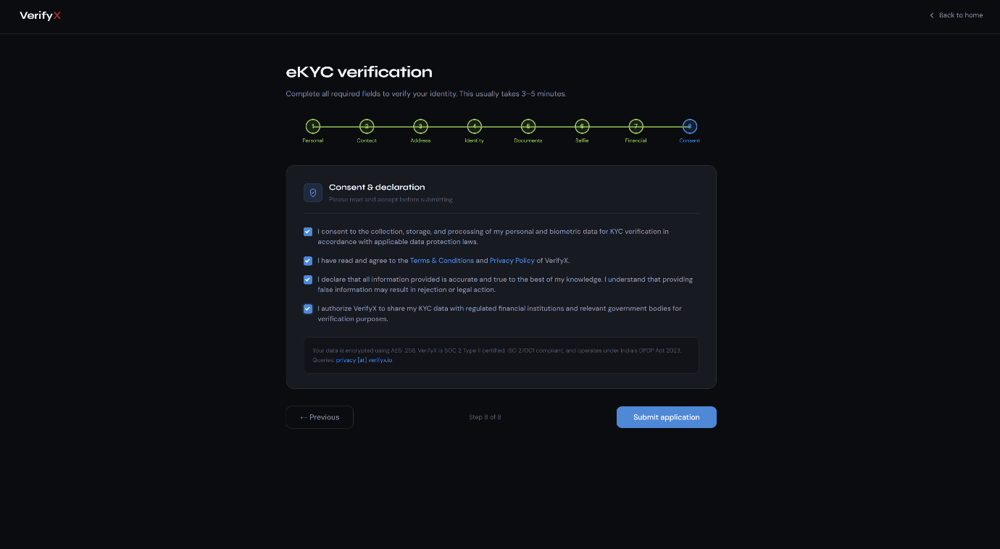 VerifyX
Back to home
eKYC verification
Complete all required fields to verify your identity. This usually takes 3–5 minutes.
1 2 3 4 5 6 7 8
Personal Contact Address Identity Documents Selfie Financial Consent
Consent & declaration
Please read and accept before submitting
I consent to the collection, storage, and processing of my personal and biometric data for KYC verification in
accordance with applicable data protection laws.
I have read and agree to the Terms & Conditions and Privacy Policy of VerifyX.
I declare that all information provided is accurate and true to the best of my knowledge. I understand that providing
false information may result in rejection or legal action.
I authorize VerifyX to share my KYC data with regulated financial institutions and relevant government bodies for
verification purposes.
Your data is encrypted using AES-256. VerifyX is SOC 2 Type II certified, ISO 27001 compliant, and operates under India's DPDP Act 2023.
Queries: privacy [at] verifyx.io
← Previous
Step 8 of 8
Submit application